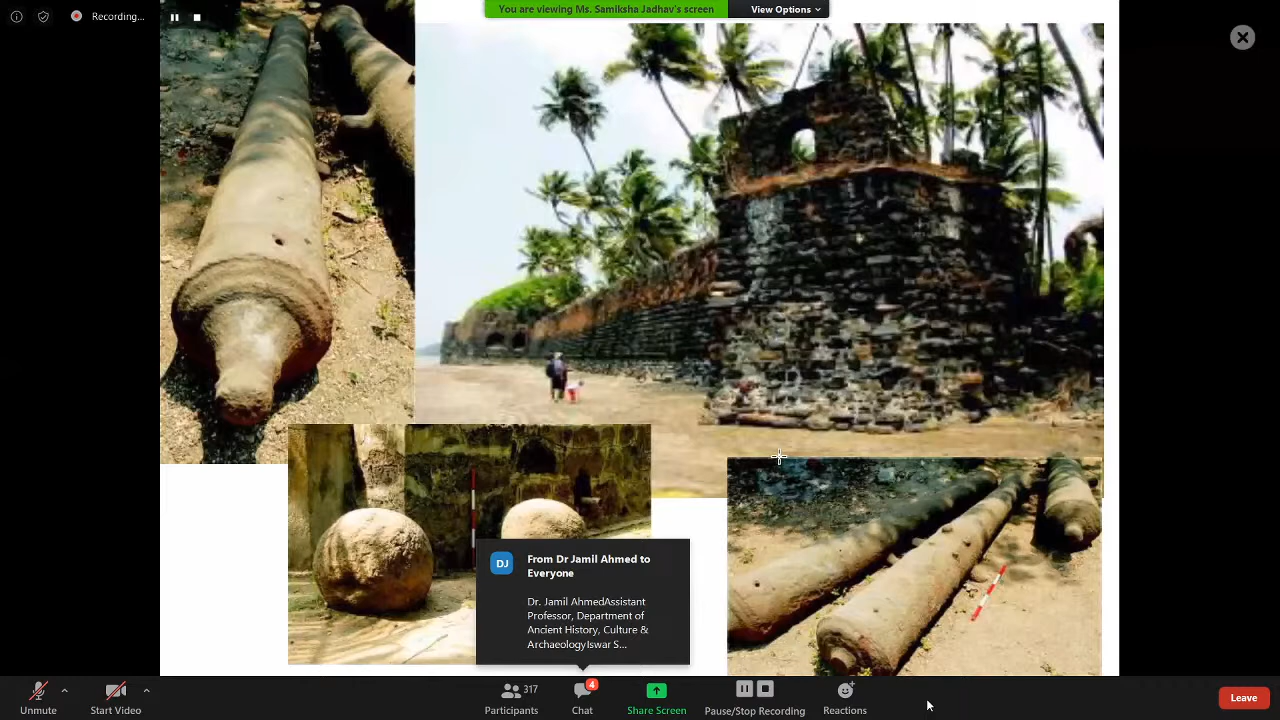 Recording...
You are viewing Ms. Samiksha Jadhav's screen
View Options
From Dr Jamil Ahmed to
Everyone
DJ
Dr. Jamil AhmedAssistant
Professor, Department of
Ancient History, Culture &
ArchaeologyIswar S...
Unmute
Start Video
317
Participants
4
Chat
Share Screen
Pause/Stop Recording
Reactions
Leave